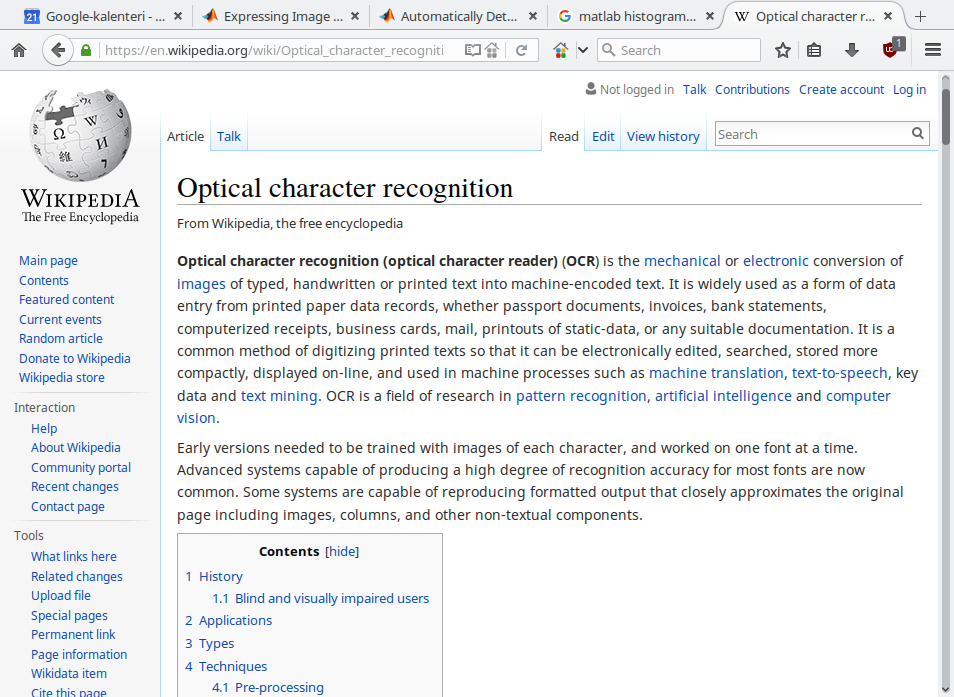 21 Google-kalenteri - ...
Expressing Image ...
Automatically Det...
matlab histogram...
Optical character r...
https://en.wikipedia.org/wiki/Optical_character_recogniti
Search
1
Not logged in Talk Contributions Create account Log in
Article Talk
Read Edit View history
Search
WIKIPEDIA
The Free Encyclopedia
Main page
Contents
Featured content
Current events
Random article
Donate to Wikipedia
Wikipedia store
Interaction
Help
About Wikipedia
Community portal
Recent changes
Contact page
Tools
What links here
Related changes
Upload file
Special pages
Permanent link
Page information
Wikidata item
Cite this page
Optical character recognition
From Wikipedia, the free encyclopedia
Optical character recognition (optical character reader) (OCR) is the mechanical or electronic conversion of
images of typed, handwritten or printed text into machine-encoded text. It is widely used as a form of data
entry from printed paper data records, whether passport documents, invoices, bank statements,
computerized receipts, business cards, mail, printouts of static-data, or any suitable documentation. It is a
common method of digitizing printed texts so that it can be electronically edited, searched, stored more
compactly, displayed on-line, and used in machine processes such as machine translation, text-to-speech, key
data and text mining. OCR is a field of research in pattern recognition, artificial intelligence and computer
vision.
Early versions needed to be trained with images of each character, and worked on one font at a time.
Advanced systems capable of producing a high degree of recognition accuracy for most fonts are now
common. Some systems are capable of reproducing formatted output that closely approximates the original
page including images, columns, and other non-textual components.
Contents [hide]
1 History
1.1 Blind and visually impaired users
2 Applications
3 Types
4 Techniques
4.1 Pre-processing